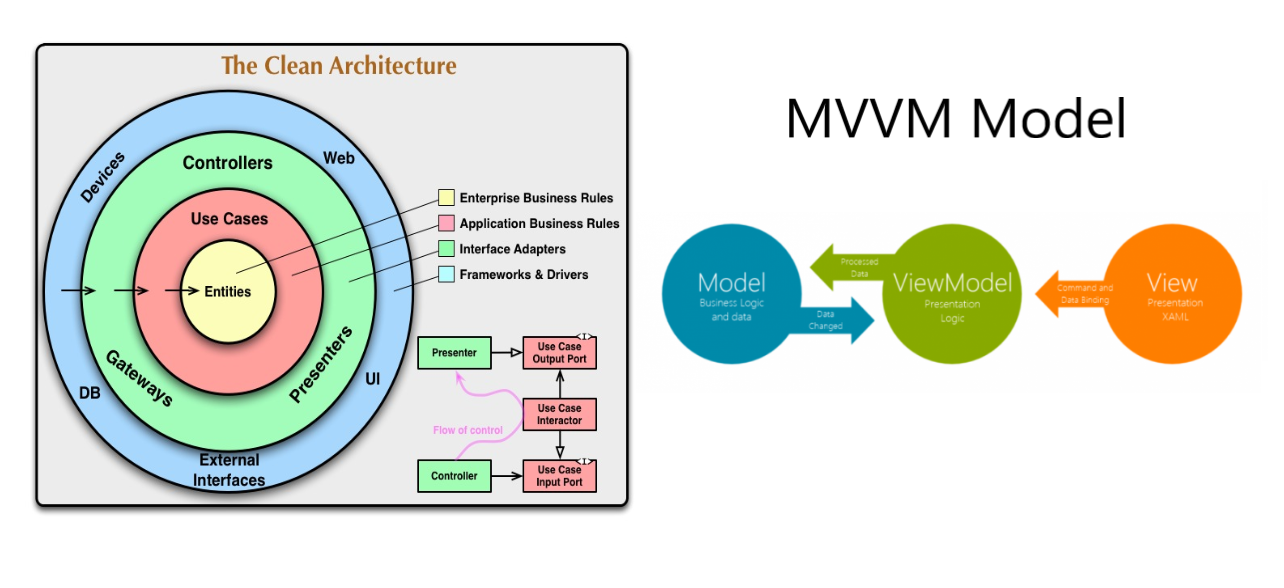 The Clean Architecture
Devices
Controllers
Web
Use Cases
Entities
Gateways
Presenters
DB
UI
External
Interfaces
Enterprise Business Rules
Application Business Rules
Interface Adapters
Frameworks & Drivers
Presenter
Use Case
Output Port
<I>
Flow of control
Use Case
Interactor
Controller
Use Case
Input Port
<I>
MVVM Model
Model
Business Logic
and data
Processed
Data
Data
Changed
ViewModel
Presentation
Logic
Command and
Data Binding
View
Presentation
XAML